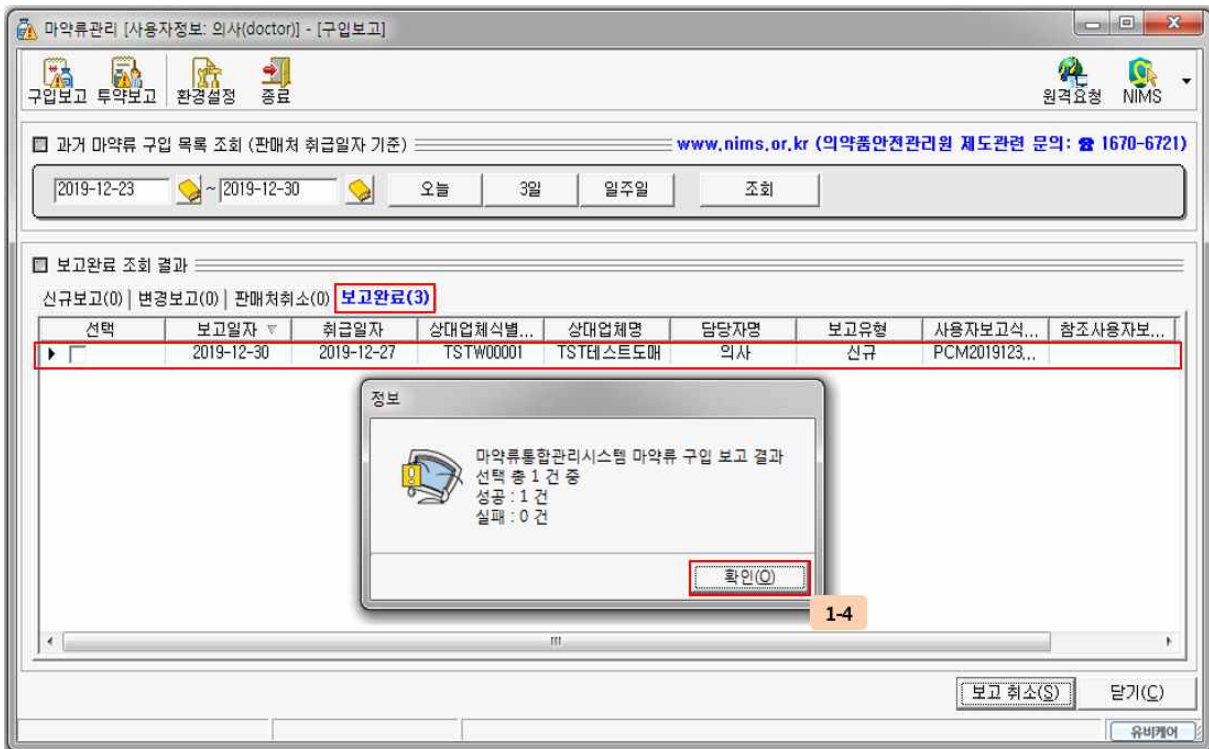 마약류관리 [사용자정보: 의사(doctor)] - [구입보고]
구입보고 투약보고 환경설정 종료 원격요청 NIMS
과거 마약류 구입 목록 조회 (판매처 취급일자 기준) www.nims.or.kr (의약품안전관리원 제도관련 문의: ☎ 1670-6721)
2019-12-23 ~ 2019-12-30 오늘 3일 일주일 조회
보고완료 조회 결과
신규보고(0) | 변경보고(0) | 판매처취소(0) 보고완료(3)
선택 보고일자 취급일자 상대업체식별... 상대업체명 담당자명 보고유형 사용자보고식... 참조사용자보...
2019-12-30 2019-12-27 TSTW00001 TST테스트도매 의사 신규 PCM2019123...
정보
마약류통합관리시스템 마약류 구입 보고 결과
선택 총 1 건 중
성공 : 1 건
실패 : 0 건
확인(O)
1-4
보고 취소(S) 닫기(C)
유비케어